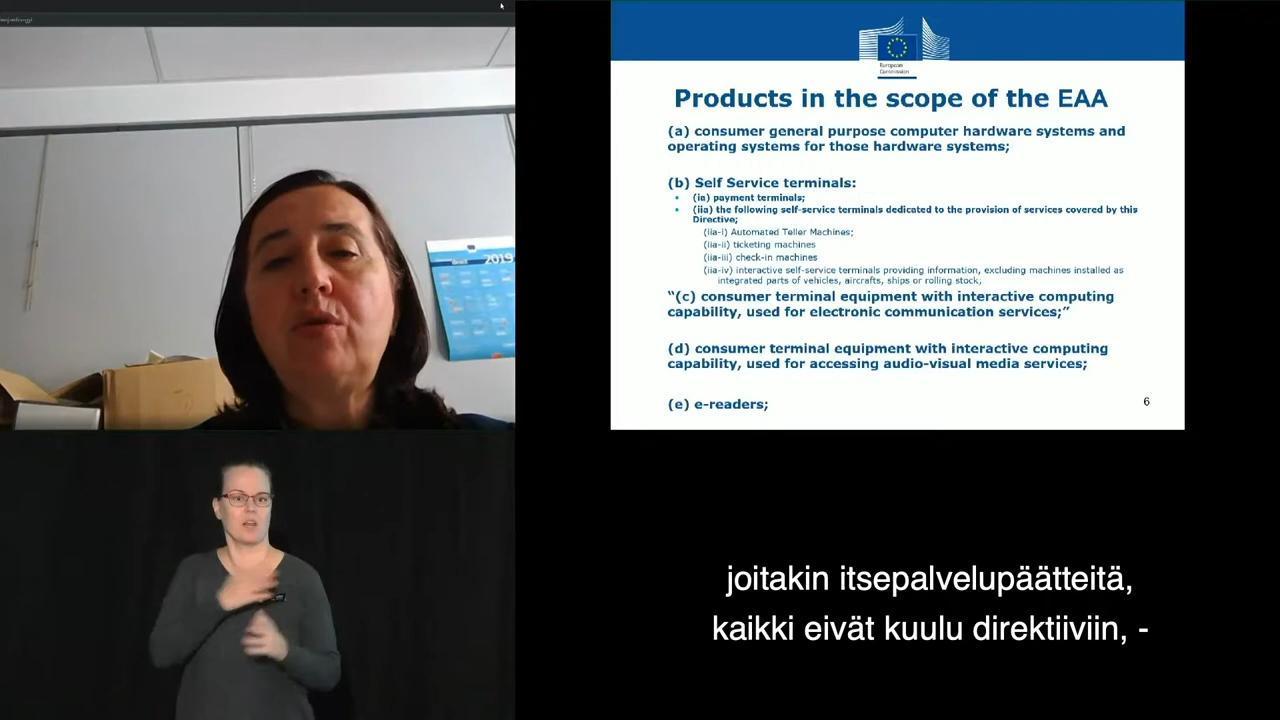 European
Commission
Products in the scope of the EAA
(a) consumer general purpose computer hardware systems and
operating systems for those hardware systems;
(b) Self Service terminals:
• (ia) payment terminals;
• (iia) the following self-service terminals dedicated to the provision of services covered by this
Directive;
(iia-i) Automated Teller Machines;
(iia-ii) ticketing machines
(iia-iii) check-in machines
(iia-iv) interactive self-service terminals providing information, excluding machines installed as
integrated parts of vehicles, aircrafts, ships or rolling stock;
“(c) consumer terminal equipment with interactive computing
capability, used for electronic communication services;”
(d) consumer terminal equipment with interactive computing
capability, used for accessing audio-visual media services;
(e) e-readers;
6
2019
joitakin itsepalvelupäätteitä,
kaikki eivät kuulu direktiiviin, -